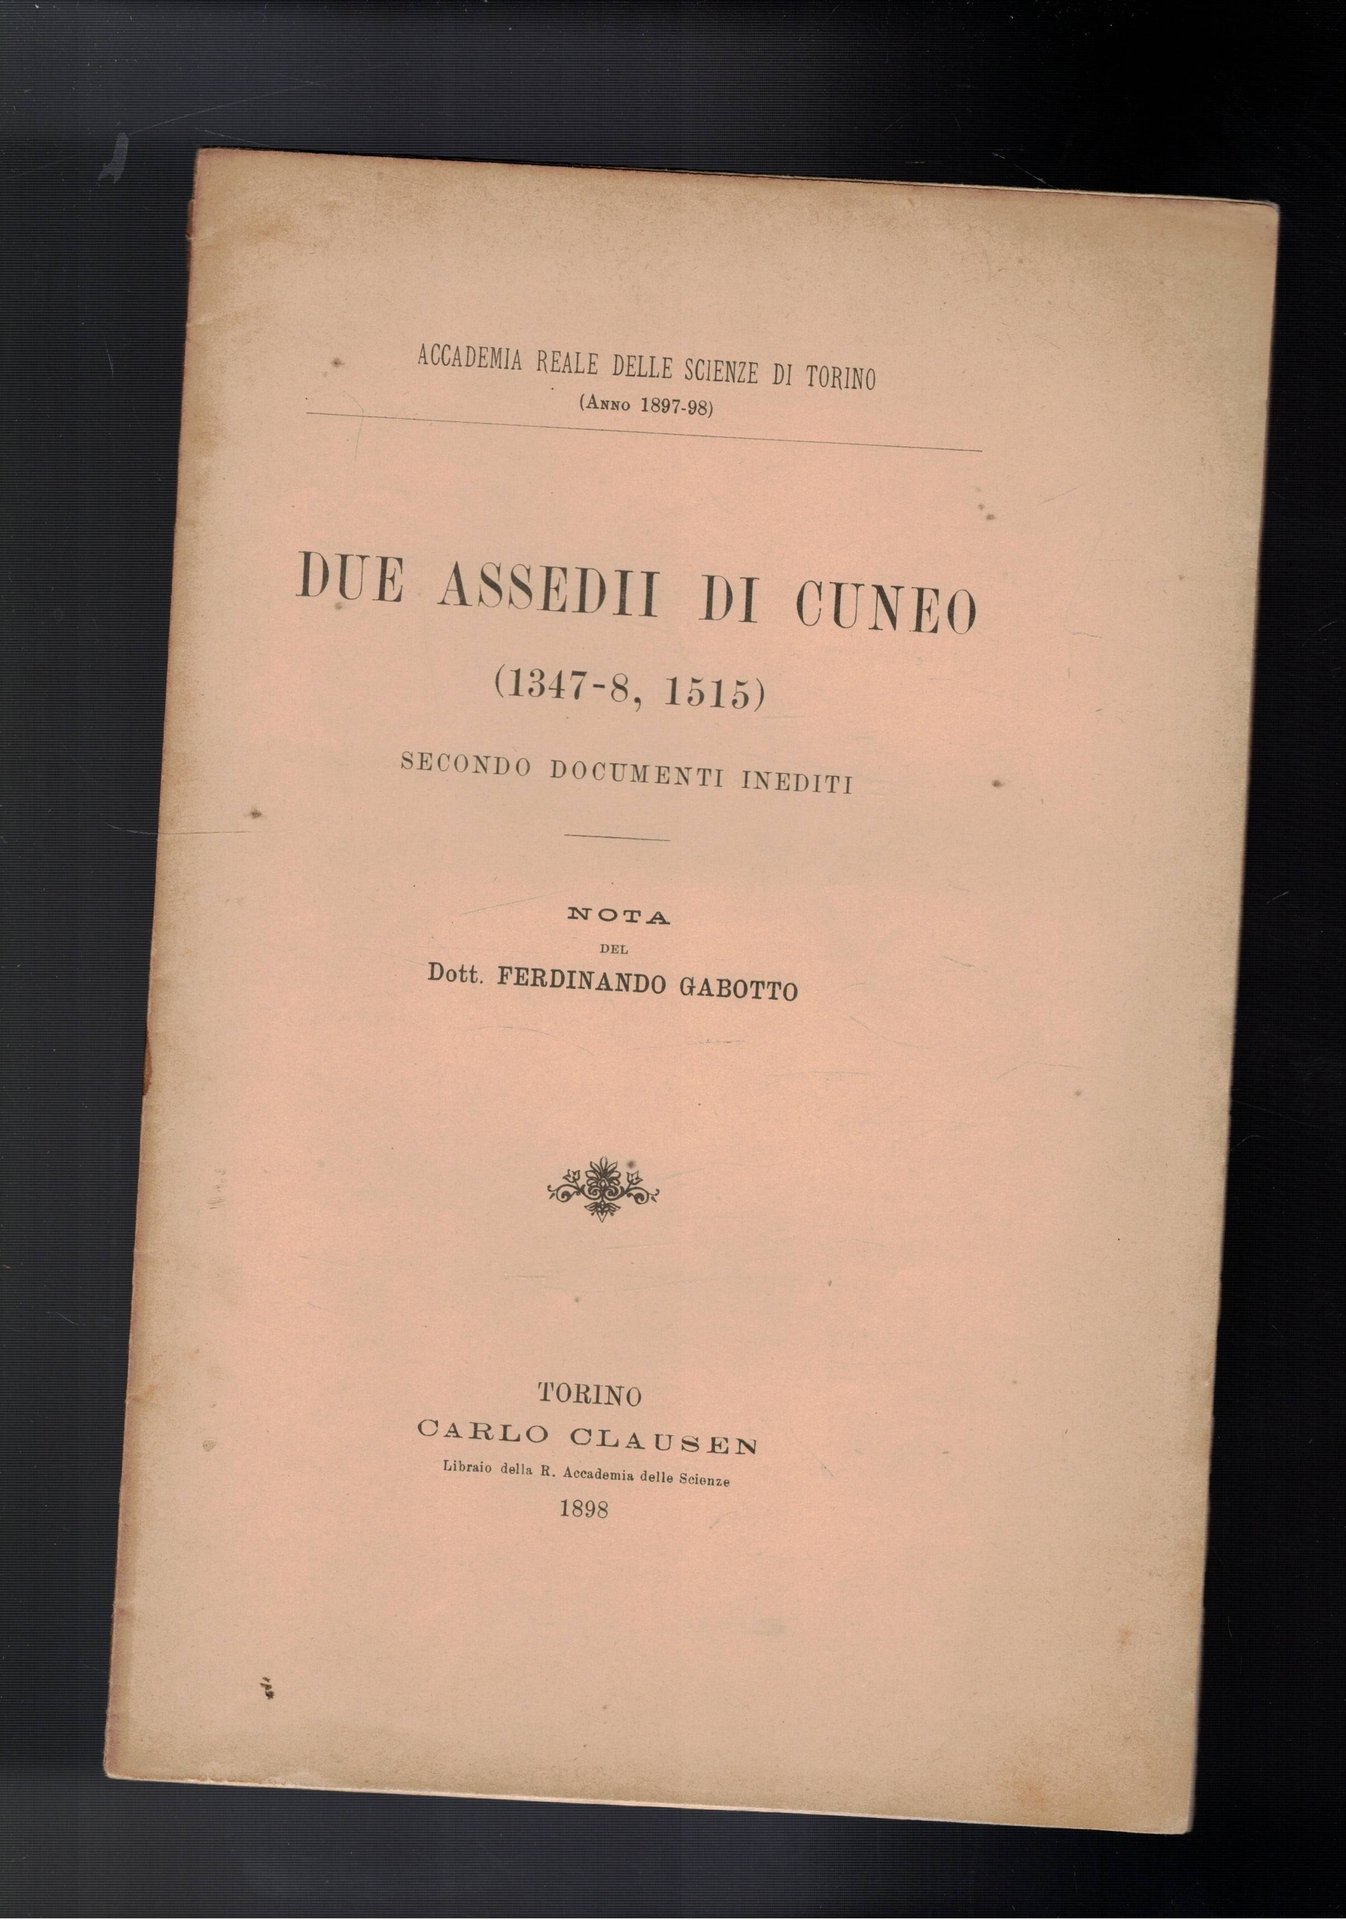 ACCADEMIA REALE DELLE SCIENZE DI TORINO
(ANNO 1897-98)
DUE ASSEDII DI CUNEO
(1347-8, 1515)
SECONDO DOCUMENTI INEDITI
NOTA
DEL
Dott. FERDINANDO GABOTTO
TORINO
CARLO CLAUSEN
Libraio della R. Accademia delle Scienze
1898